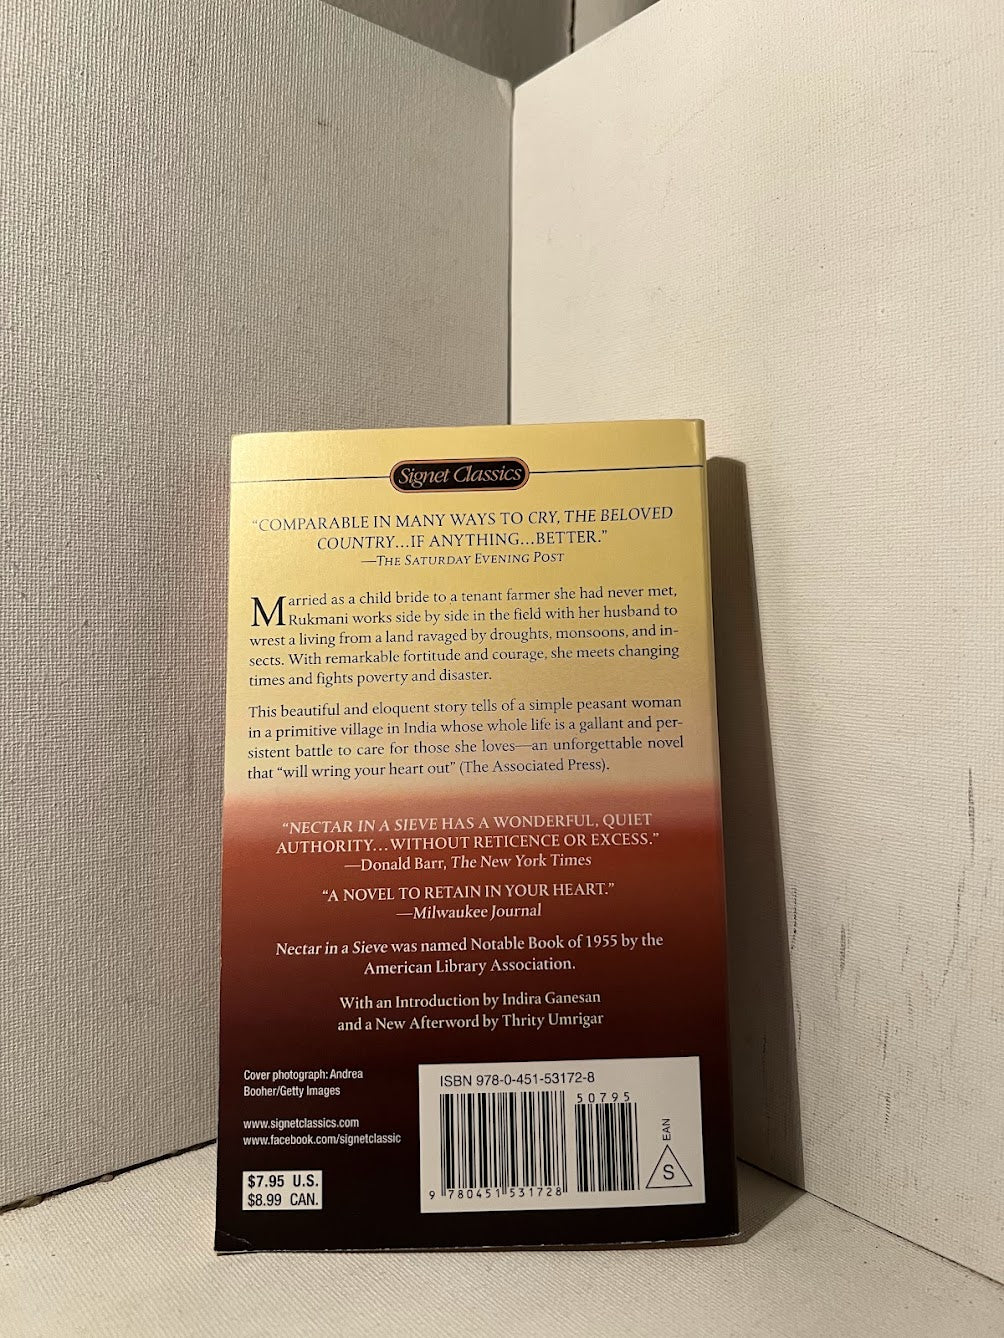 Signet Classics
“COMPARABLE IN MANY WAYS TO CRY, THE BELOVED
COUNTRY...IF ANYTHING...BETTER.”
—THE SATURDAY EVENING POST
Married as a child bride to a tenant farmer she had never met,
Rukmani works side by side in the field with her husband to
wrest a living from a land ravaged by droughts, monsoons, and in-
sects. With remarkable fortitude and courage, she meets changing
times and fights poverty and disaster.
This beautiful and eloquent story tells of a simple peasant woman
in a primitive village in India whose whole life is a gallant and per-
sistent battle to care for those she loves—an unforgettable novel
that “will wring your heart out” (The Associated Press).
“NECTAR IN A SIEVE HAS A WONDERFUL, QUIET
AUTHORITY...WITHOUT RETICENCE OR EXCESS.”
—Donald Barr, The New York Times
“A NOVEL TO RETAIN IN YOUR HEART.”
—Milwaukee Journal
Nectar in a Sieve was named Notable Book of 1955 by the
American Library Association.
With an Introduction by Indira Ganesan
and a New Afterword by Thrity Umrigar
Cover photograph: Andrea
Booher/Getty Images
www.signetclassics.com
www.facebook.com/signetclassic
$7.95 U.S.
$8.99 CAN.
ISBN 978-0-451-53172-8
50795
9 780451 531728
EAN
S